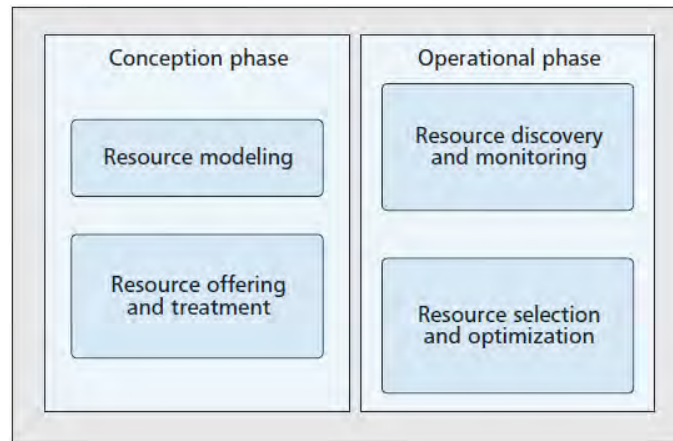 Conception phase
Resource modeling
Resource offering
and treatment
Operational phase
Resource discovery
and monitoring
Resource selection
and optimization